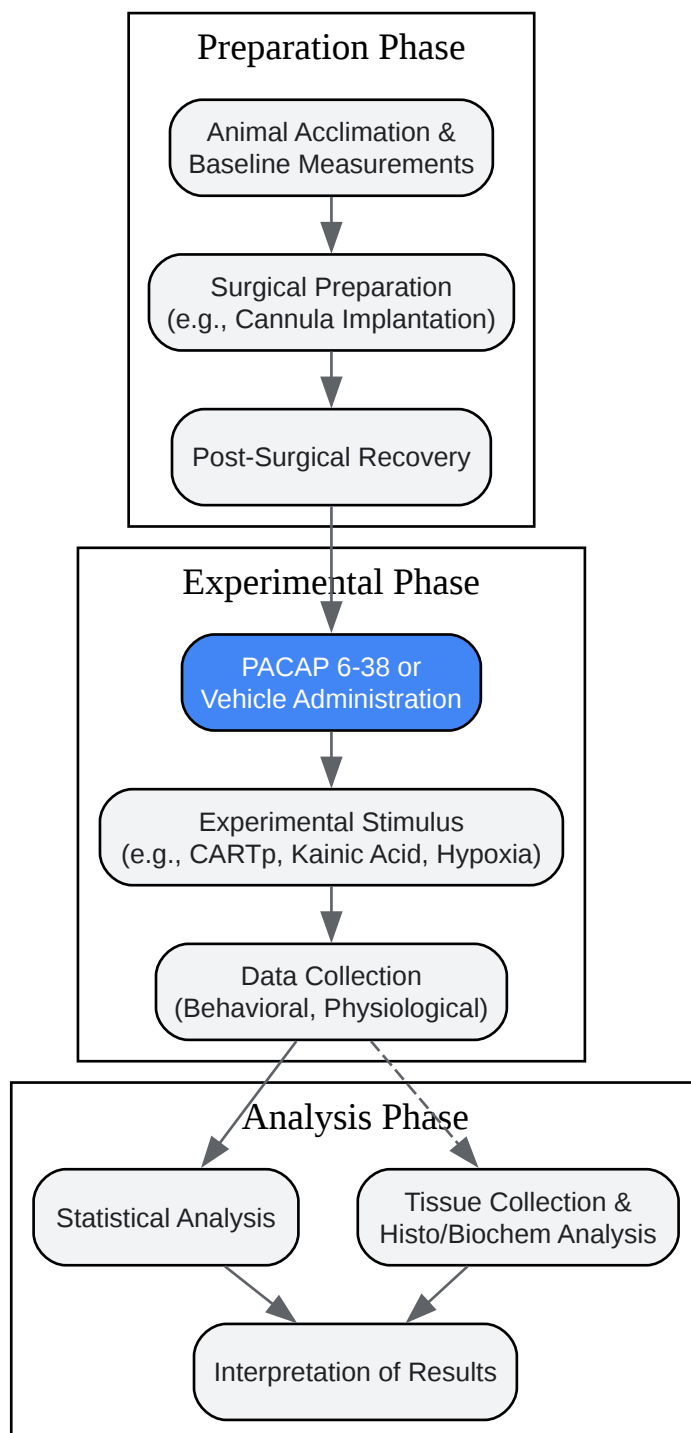 Preparation Phase
Animal Acclimation &
Baseline Measurements
Surgical Preparation
(e.g., Cannula Implantation)
Post-Surgical Recovery
Experimental Phase
PACAP 6-38 or
Vehicle Administration
Experimental Stimulus
(e.g., CARTp, Kainic Acid, Hypoxia)
Data Collection
(Behavioral, Physiological)
Analysis Phase
Statistical Analysis
Tissue Collection &
Histo/Biochem Analysis
Interpretation of Results